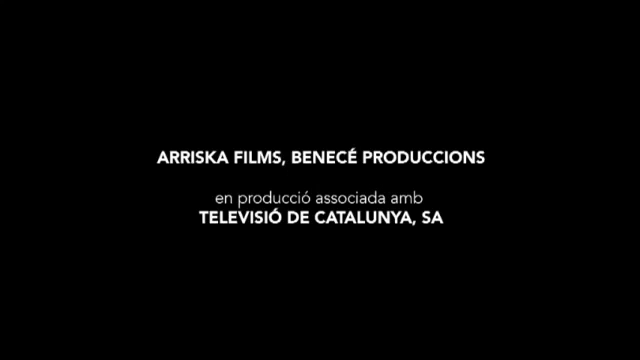 ARRISKA FILMS, BENECÉ PRODUCCIONS
en producció associada amb
TELEVISIÓ DE CATALUNYA, SA